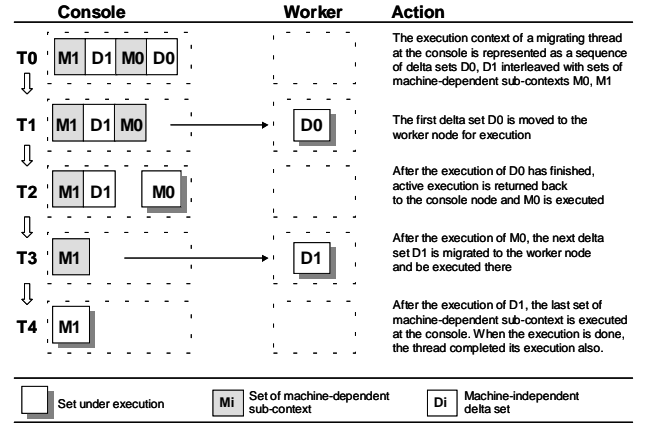 Console Worker Action
T0 M1 D1 M0 D0
The execution context of a migrating thread
at the console is represented as a sequence
of delta sets D0, D1 interleaved with sets of
machine-dependent sub-contexts M0, M1
T1 M1 D1 M0 D0
The first delta set D0 is moved to the
worker node for execution
T2 M1 D1 M0
After the execution of D0 has finished,
active execution is returned back
to the console node and M0 is executed
T3 M1 D1
After the execution of M0, the next delta
set D1 is migrated to the worker node
and be executed there
T4 M1
After the execution of D1, the last set of
machine-dependent sub-context is executed
at the console. When the execution is done,
the thread completed its execution also.
Set under execution
Mi Set of machine-dependent
sub-context
Di Machine-independent
delta set